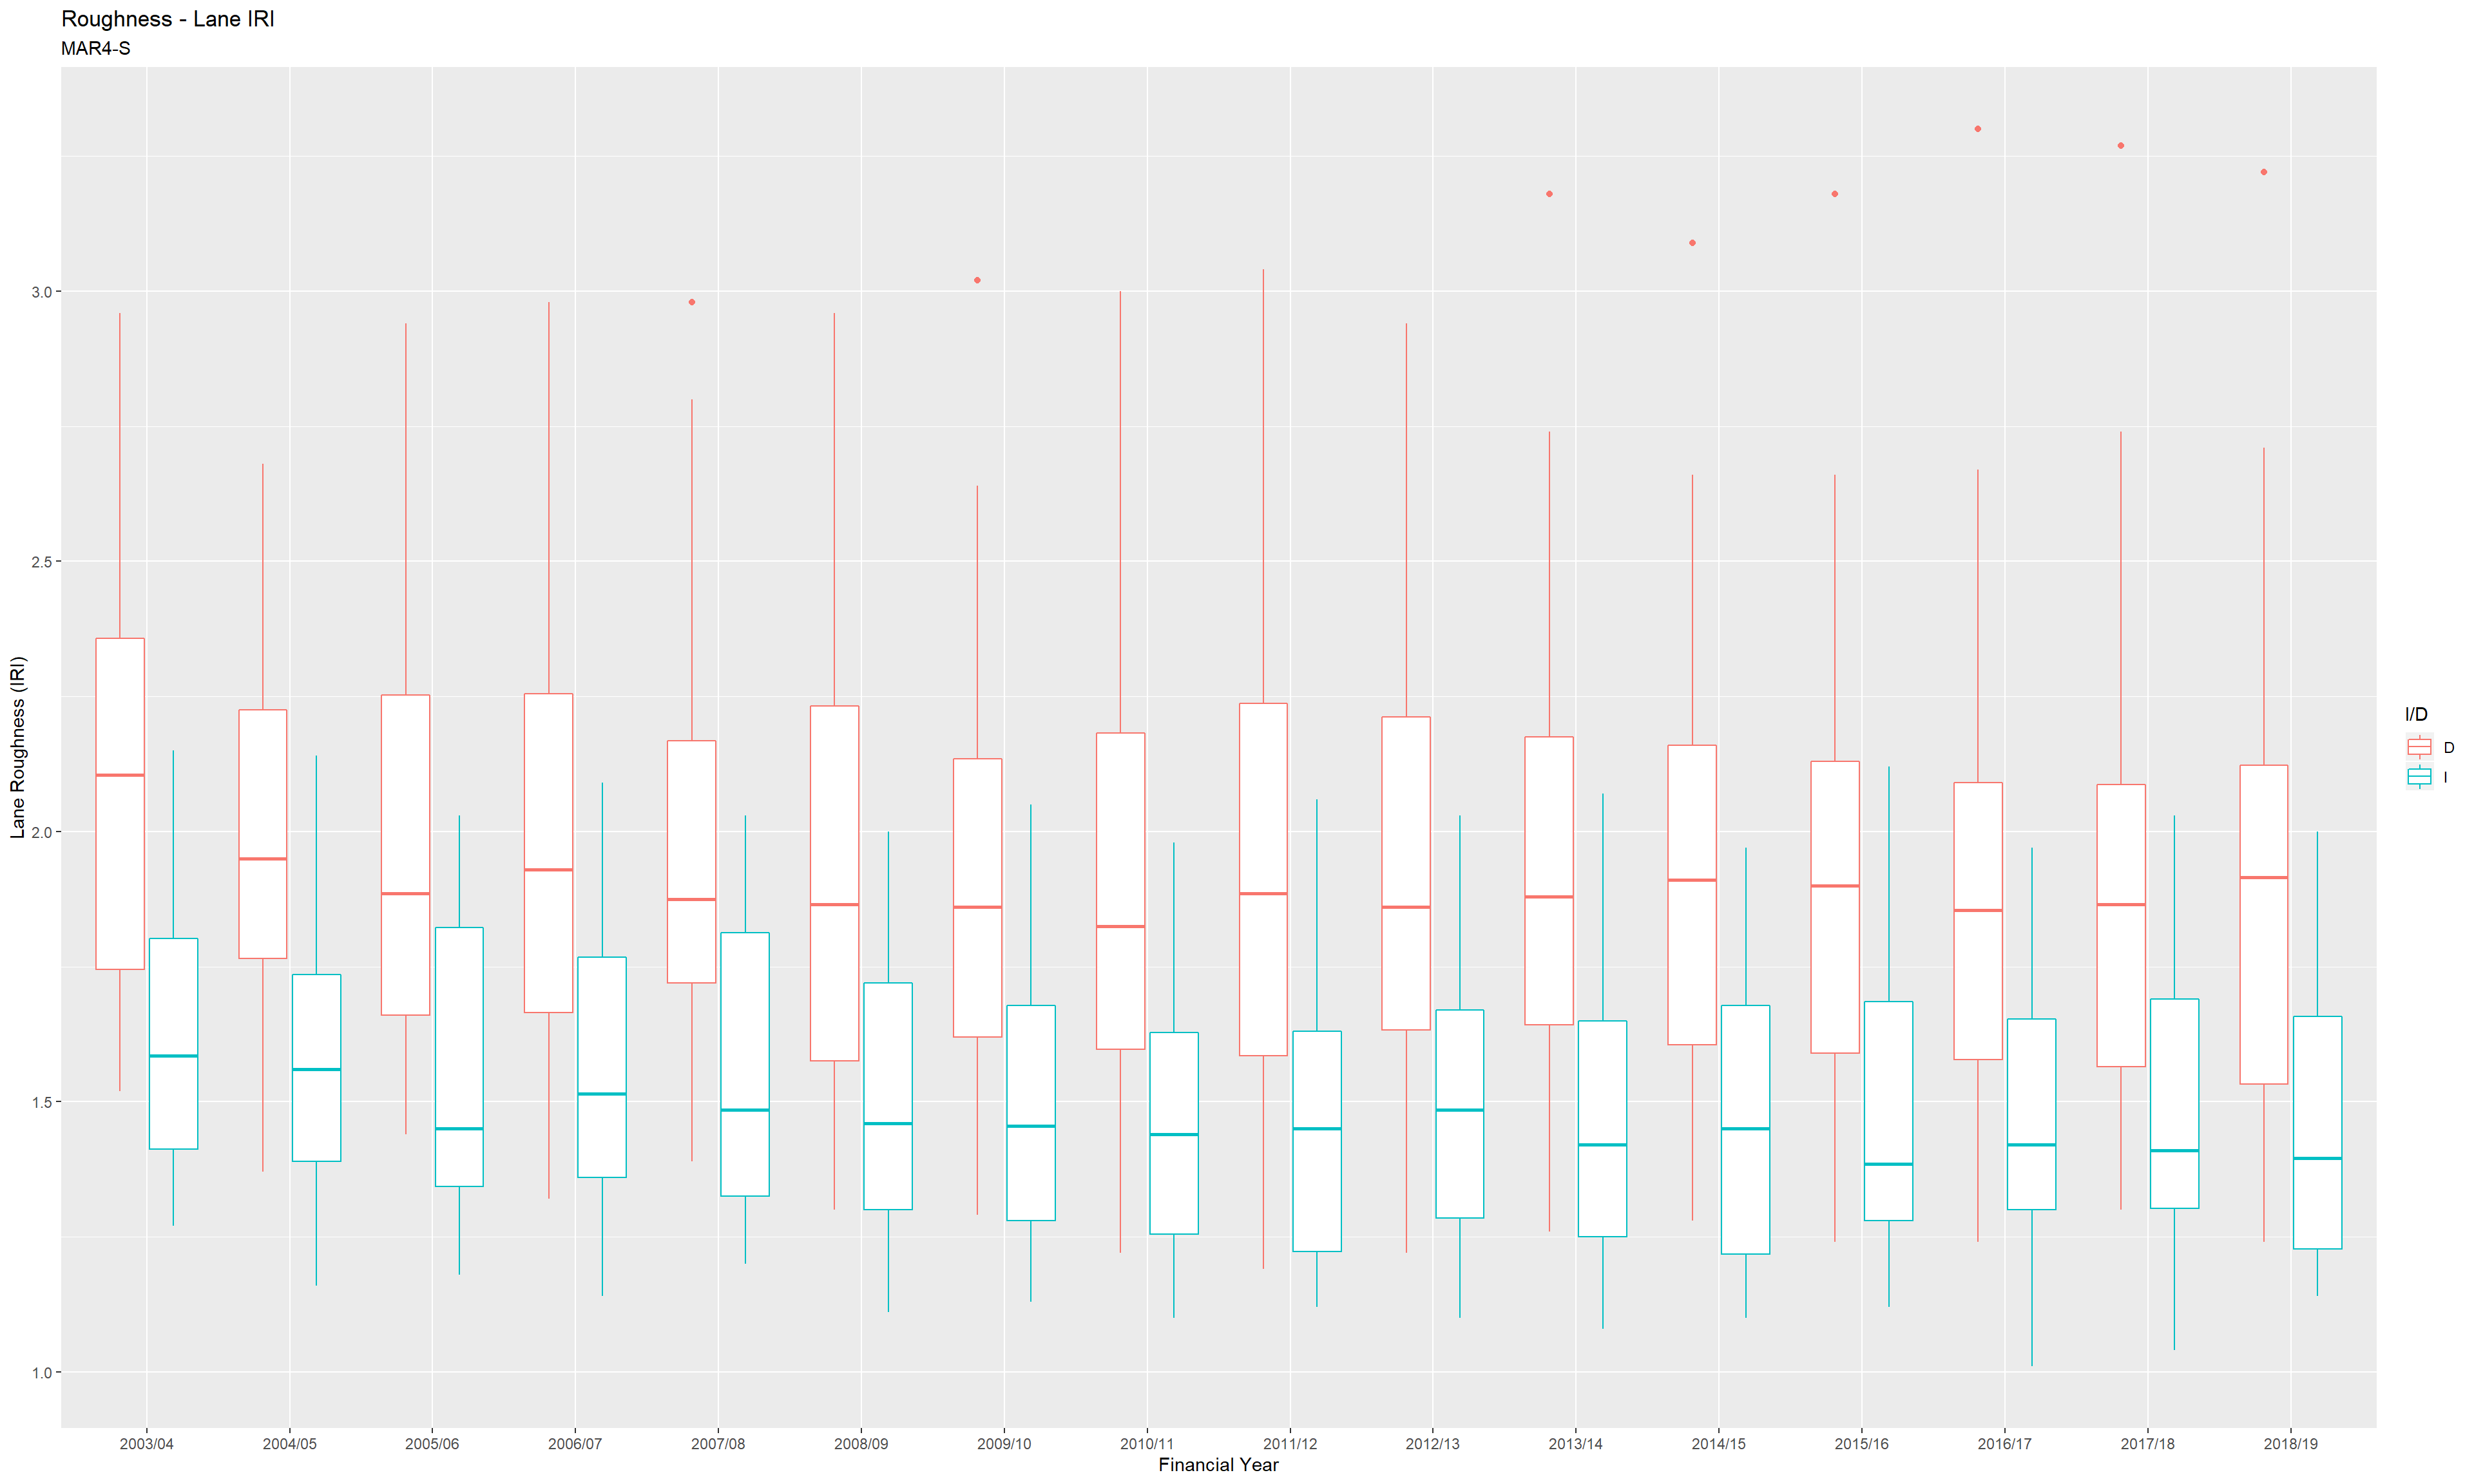 Roughness - Lane IRI
MAR4-S
Lane Roughness (IRI)
3.0
2.5
2.0
1.5
1.0
2003/04 2004/05 2005/06 2006/07 2007/08 2008/09 2009/10 2010/11 2011/12 2012/13 2013/14 2014/15 2015/16 2016/17 2017/18 2018/19
Financial Year
I/D
D
I